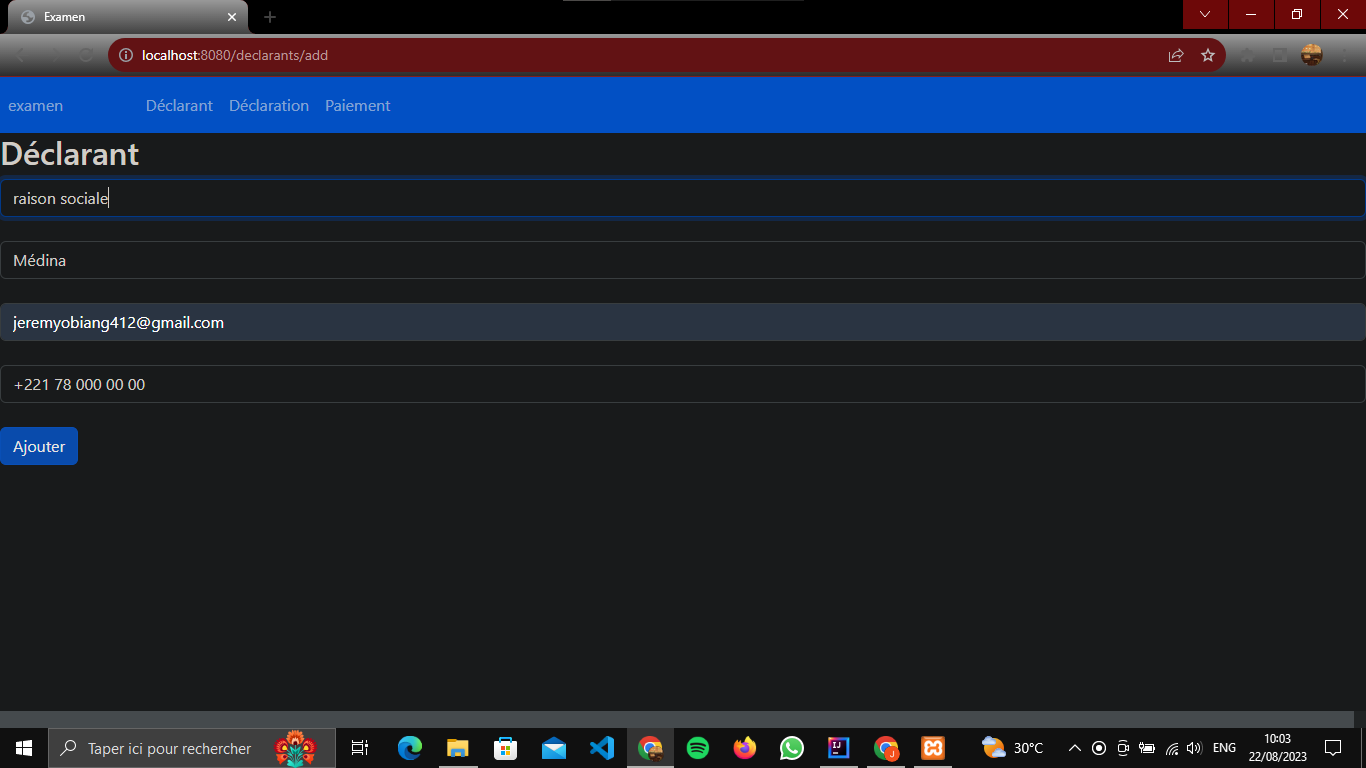 Examen
localhost:8080/declarants/add
examen Déclarant Déclaration Paiement
Déclarant
raison sociale
Médina
jeremyobiang412@gmail.com
+221 78 000 00 00
Ajouter
Taper ici pour rechercher
30°C
ENG
10:03
22/08/2023